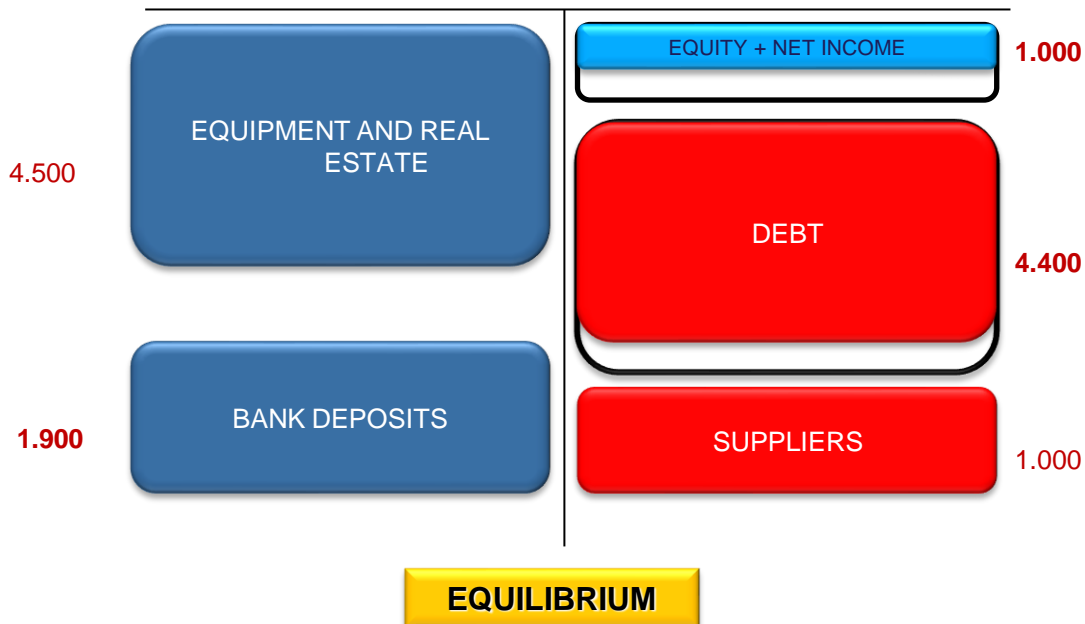 EQUITY + NET INCOME
1.000
EQUIPMENT AND REAL
ESTATE
4.500
DEBT
4.400
BANK DEPOSITS
1.900
SUPPLIERS
1.000
EQUILIBRIUM